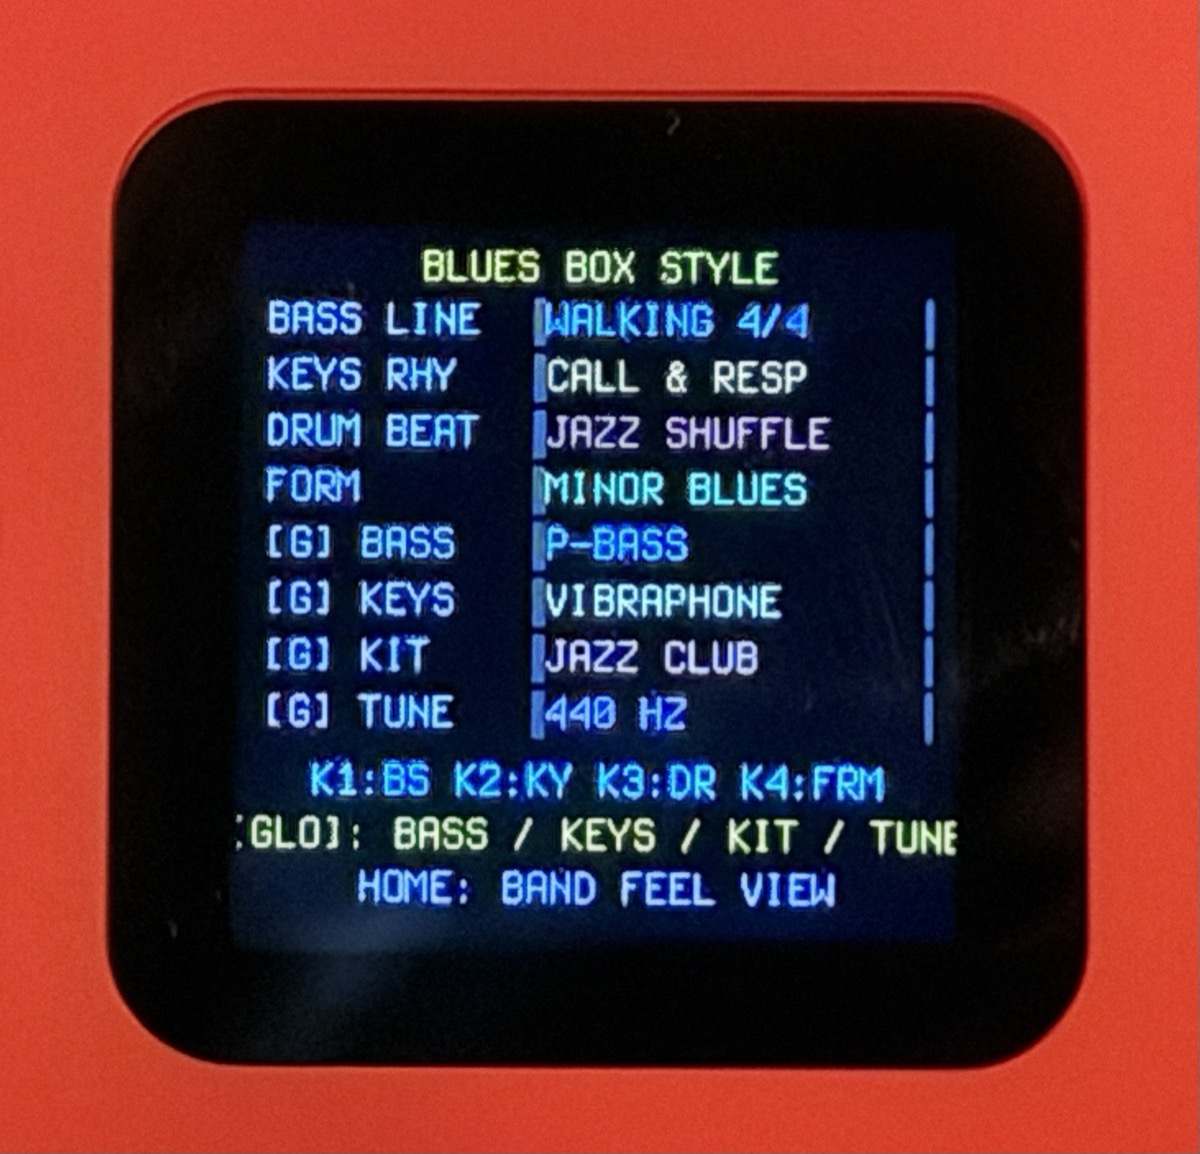 BLUES BOX STYLE
BASS LINE WALKING 4/4
KEYS RHY CALL & RESP
DRUM BEAT JAZZ SHUFFLE
FORM MINOR BLUES
[G] BASS P-BASS
[G] KEYS VIBRAPHONE
[G] KIT JAZZ CLUB
[G] TUNE 440 HZ
K1:BS K2:KY K3:DR K4:FRM
[GLO]: BASS / KEYS / KIT / TUNE
HOME: BAND FEEL VIEW